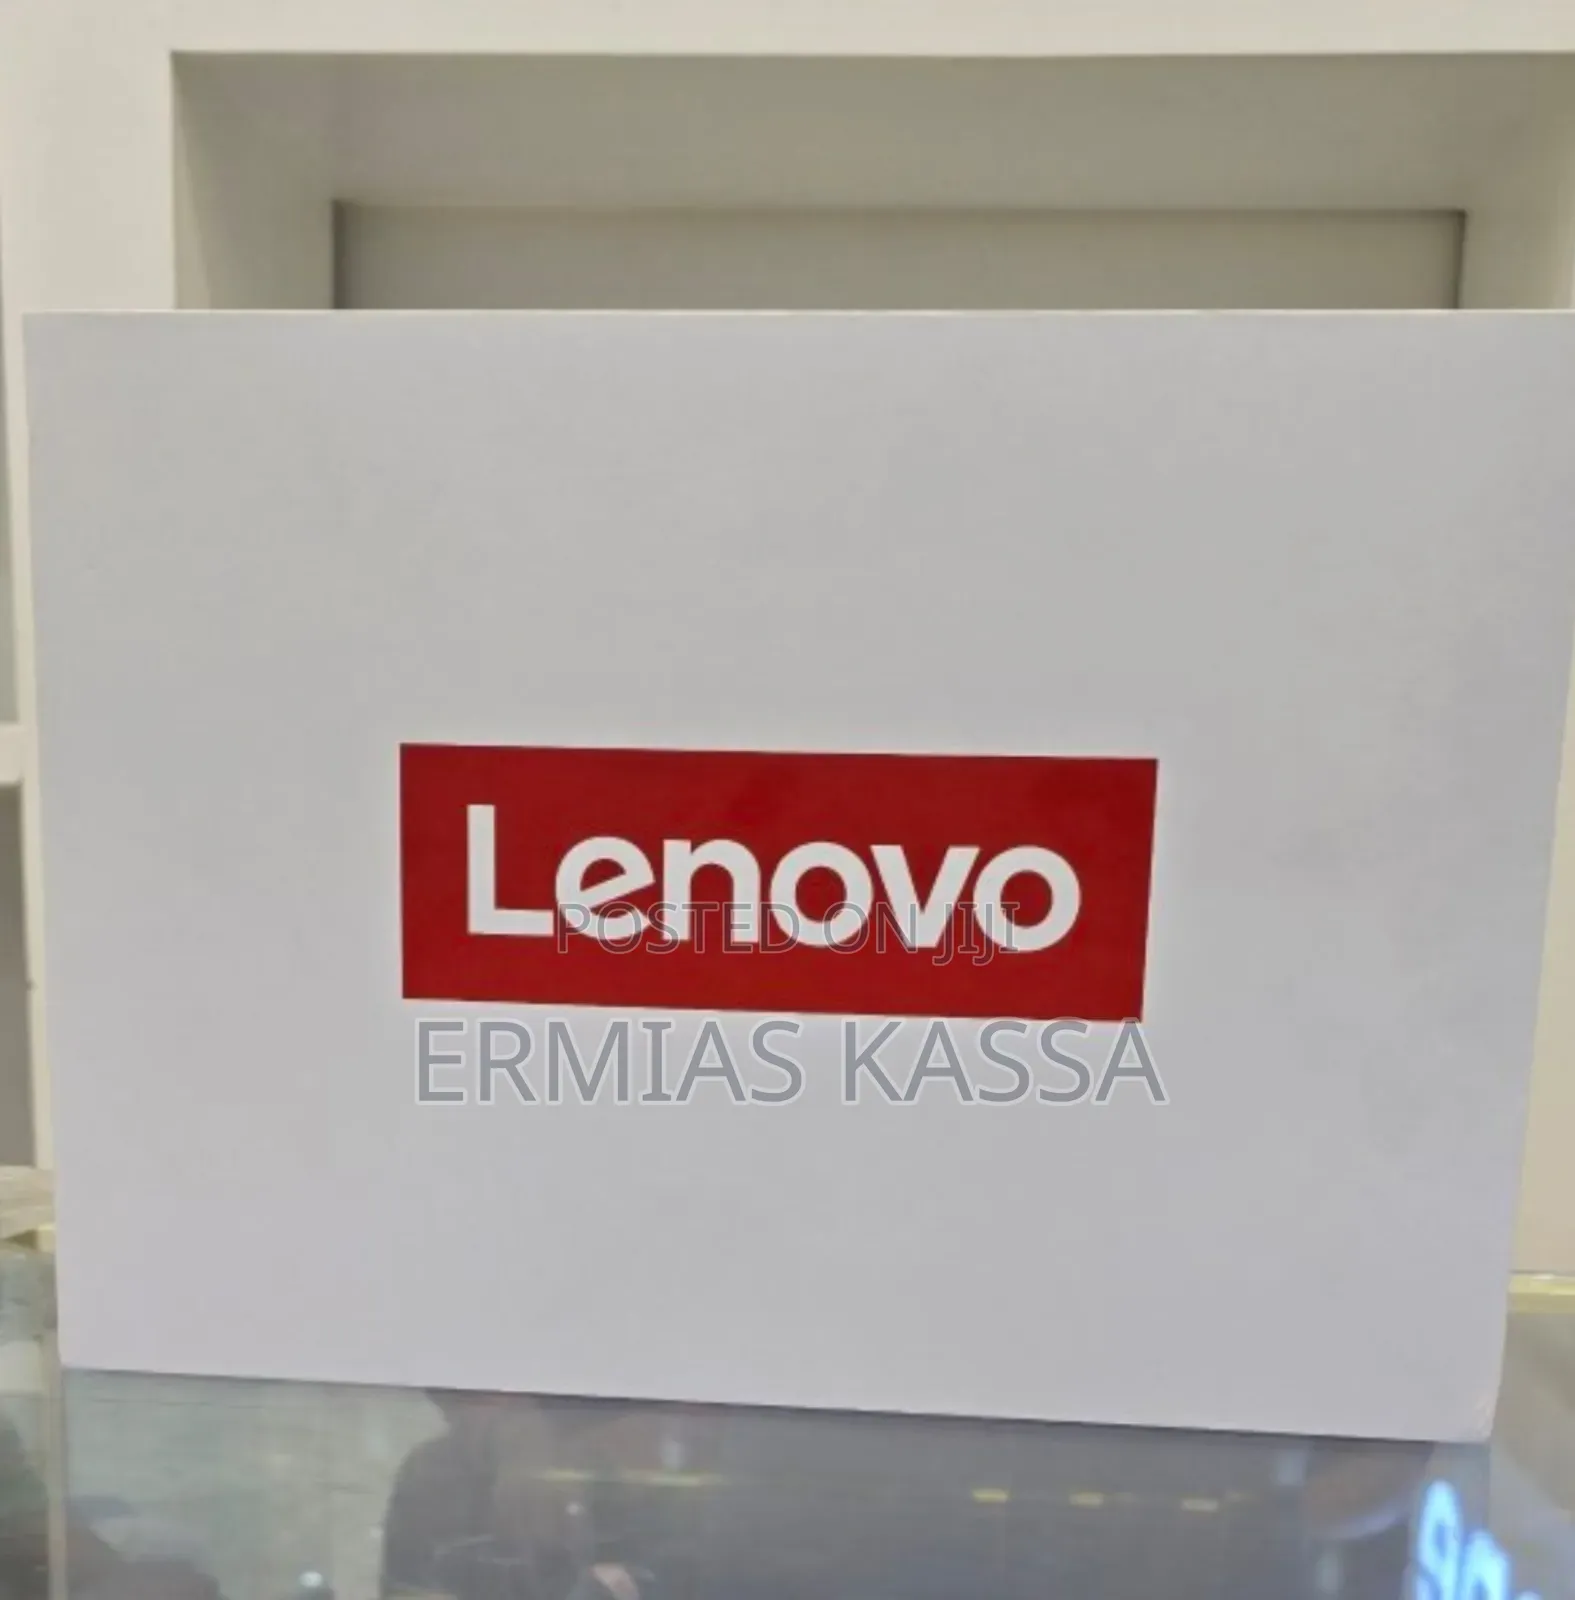 Lenovo
POSTED ON JIJI
ERMIAS KASSA